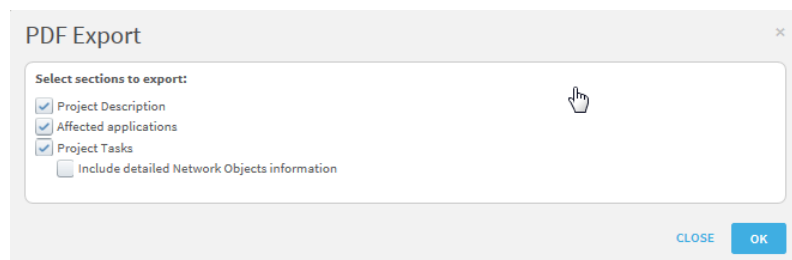 PDF Export
Select sections to export:
Project Description
Affected applications
Project Tasks
Include detailed Network Objects information
CLOSE OK